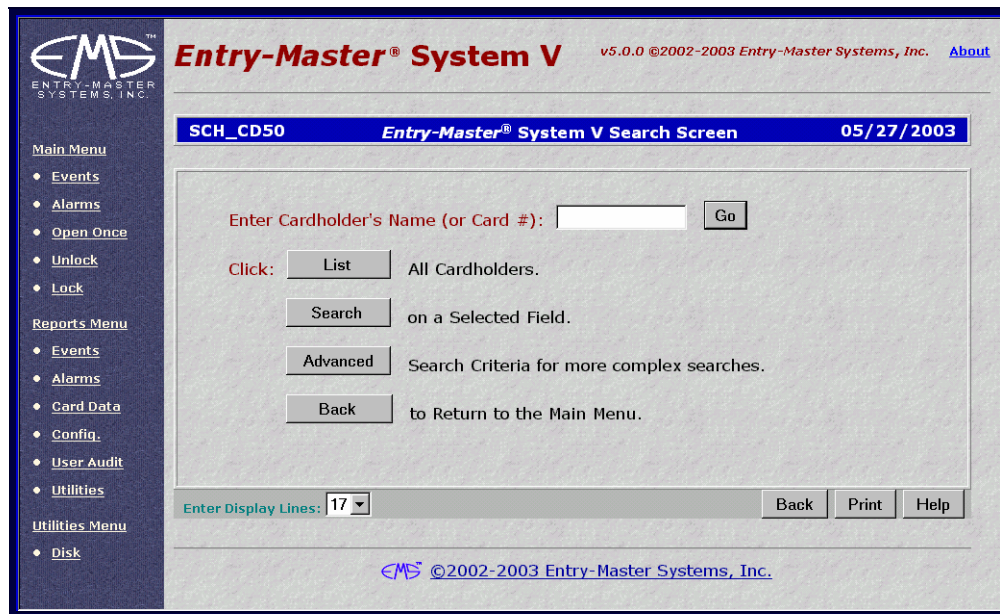 EMS™
ENTRY-MASTER
SYSTEMS, INC.
Entry-Master® System V
v5.0.0 ©2002-2003 Entry-Master Systems, Inc.
About
SCH_CD50
Entry-Master® System V Search Screen
05/27/2003
Main Menu
• Events
• Alarms
• Open Once
• Unlock
• Lock
Reports Menu
• Events
• Alarms
• Card Data
• Config.
• User Audit
• Utilities
Utilities Menu
• Disk
Enter Cardholder's Name (or Card #):
Go
Click: List All Cardholders.
Search on a Selected Field.
Advanced Search Criteria for more complex searches.
Back to Return to the Main Menu.
Enter Display Lines: 17
Back Print Help
EMS™ ©2002-2003 Entry-Master Systems, Inc.